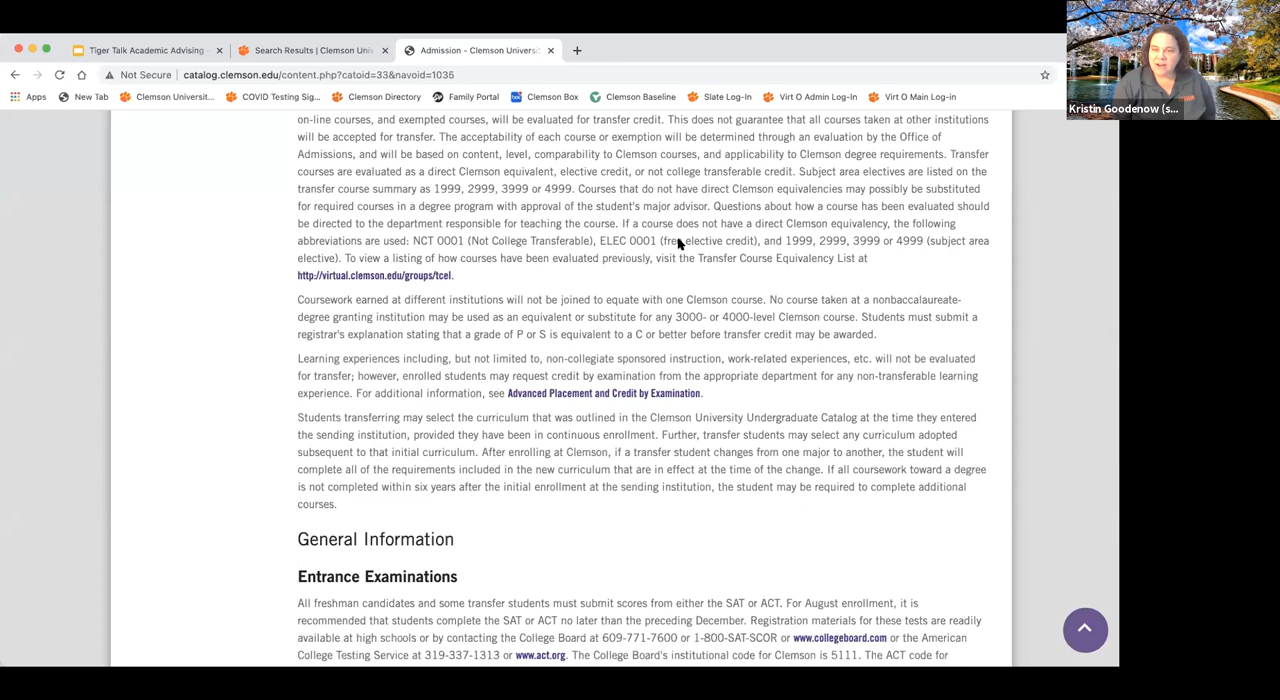 Tiger Talk Academic Advising
Search Results | Clemson Univ
Admission - Clemson Universi
Not Secure | catalog.clemson.edu/content.php?catoid=33&navoid=1035
Apps New Tab Clemson Universit... COVID Testing Sig... Clemson Directory Family Portal Clemson Box Clemson Baseline Slate Log-In Virt O Admin Log-In Virt O Main Log-in
Kristin Goodenow (s...
on-line courses, and exempted courses, will be evaluated for transfer credit. This does not guarantee that all courses taken at other institutions
will be accepted for transfer. The acceptability of each course or exemption will be determined through an evaluation by the Office of
Admissions, and will be based on content, level, comparability to Clemson courses, and applicability to Clemson degree requirements. Transfer
courses are evaluated as a direct Clemson equivalent, elective credit, or not college transferable credit. Subject area electives are listed on the
transfer course summary as 1999, 2999, 3999 or 4999. Courses that do not have direct Clemson equivalencies may possibly be substituted
for required courses in a degree program with approval of the student's major advisor. Questions about how a course has been evaluated should
be directed to the department responsible for teaching the course. If a course does not have a direct Clemson equivalency, the following
abbreviations are used: NCT 0001 (Not College Transferable), ELEC 0001 (free elective credit), and 1999, 2999, 3999 or 4999 (subject area
elective). To view a listing of how courses have been evaluated previously, visit the Transfer Course Equivalency List at
http://virtual.clemson.edu/groups/tcel.
Coursework earned at different institutions will not be joined to equate with one Clemson course. No course taken at a nonbaccalaureate-
degree granting institution may be used as an equivalent or substitute for any 3000- or 4000-level Clemson course. Students must submit a
registrar's explanation stating that a grade of P or S is equivalent to a C or better before transfer credit may be awarded.
Learning experiences including, but not limited to, non-collegiate sponsored instruction, work-related experiences, etc. will not be evaluated
for transfer; however, enrolled students may request credit by examination from the appropriate department for any non-transferable learning
experience. For additional information, see Advanced Placement and Credit by Examination.
Students transferring may select the curriculum that was outlined in the Clemson University Undergraduate Catalog at the time they entered
the sending institution, provided they have been in continuous enrollment. Further, transfer students may select any curriculum adopted
subsequent to that initial curriculum. After enrolling at Clemson, if a transfer student changes from one major to another, the student will
complete all of the requirements included in the new curriculum that are in effect at the time of the change. If all coursework toward a degree
is not completed within six years after the initial enrollment at the sending institution, the student may be required to complete additional
courses.
General Information
Entrance Examinations
All freshman candidates and some transfer students must submit scores from either the SAT or ACT. For August enrollment, it is
recommended that students complete the SAT or ACT no later than the preceding December. Registration materials for these tests are readily
available at high schools or by contacting the College Board at 609-771-7600 or 1-800-SAT-SCOR or www.collegeboard.com or the American
College Testing Service at 319-337-1313 or www.act.org. The College Board's institutional code for Clemson is 5111. The ACT code for